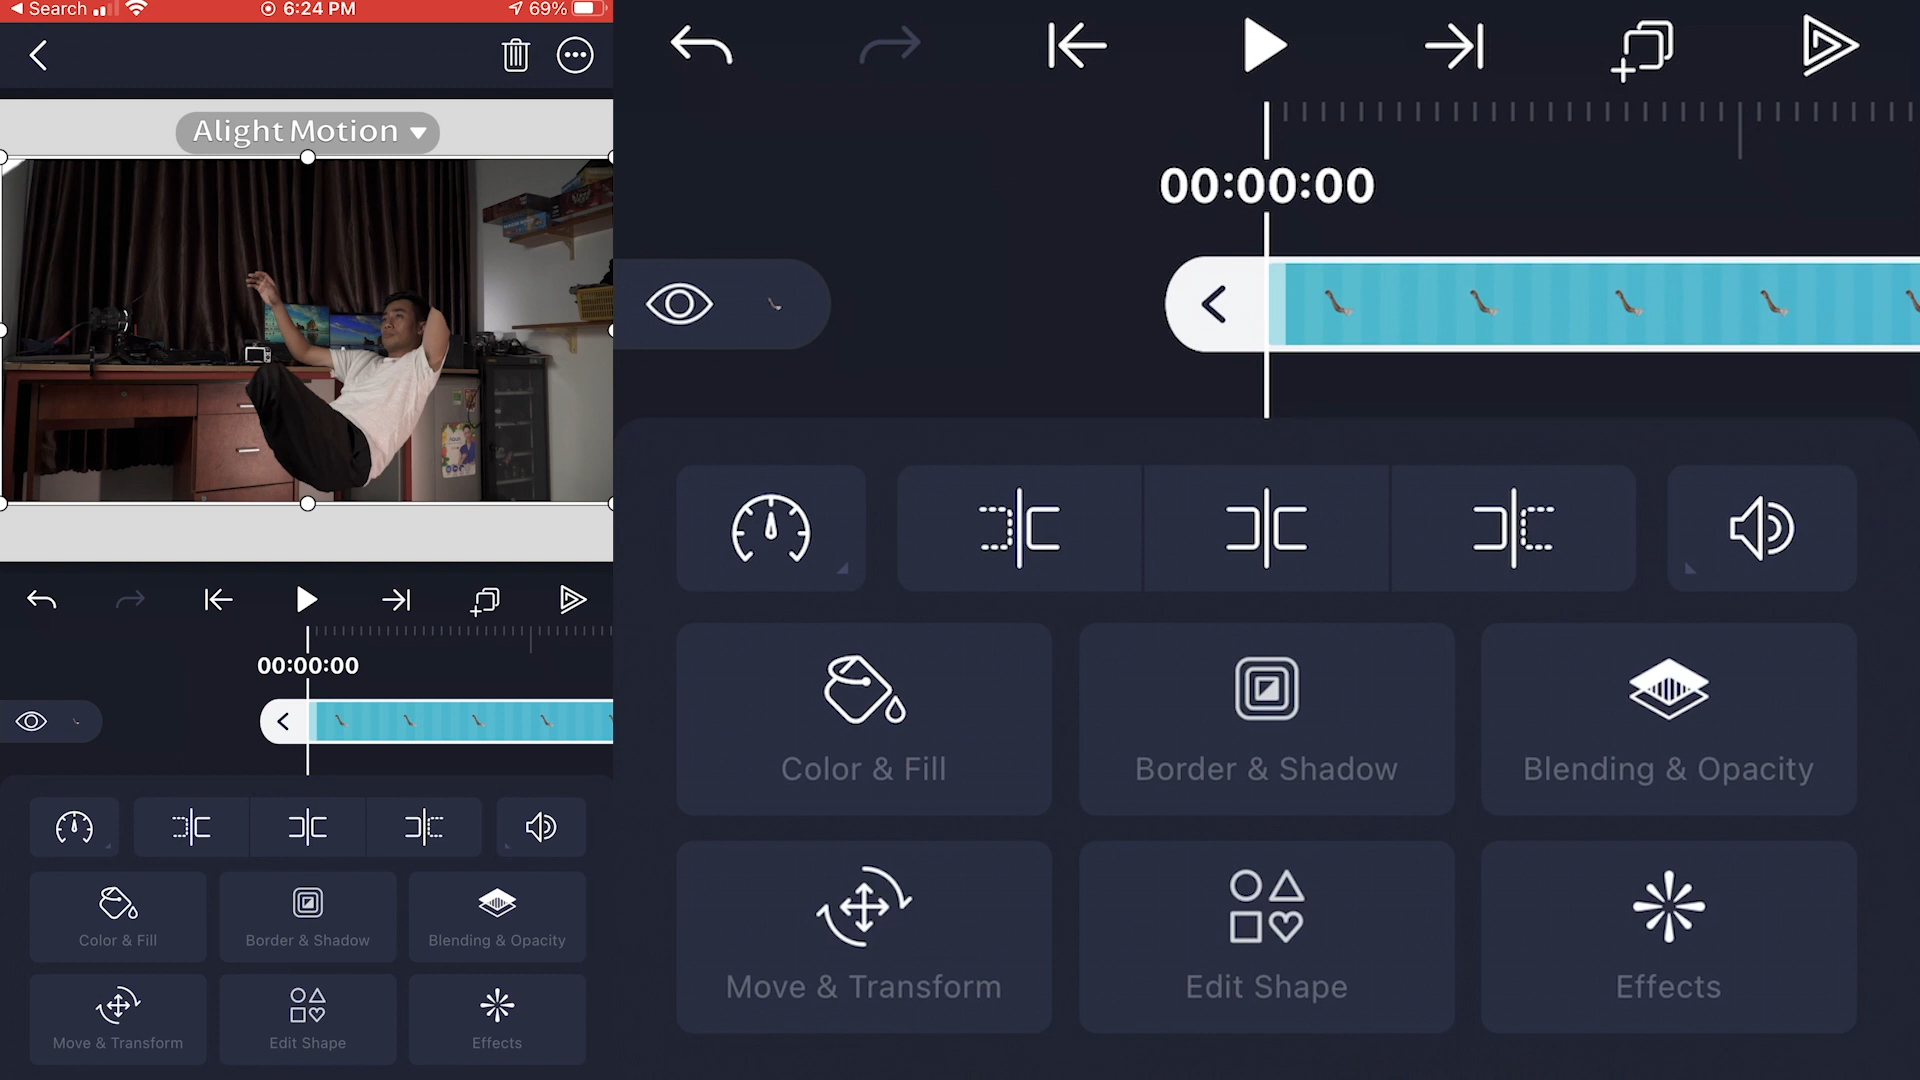 Search
6:24 PM
69%
Alight Motion
00:00:00
Color & Fill
Border & Shadow
Blending & Opacity
Move & Transform
Edit Shape
Effects
00:00:00
Color & Fill
Border & Shadow
Blending & Opacity
Move & Transform
Edit Shape
Effects